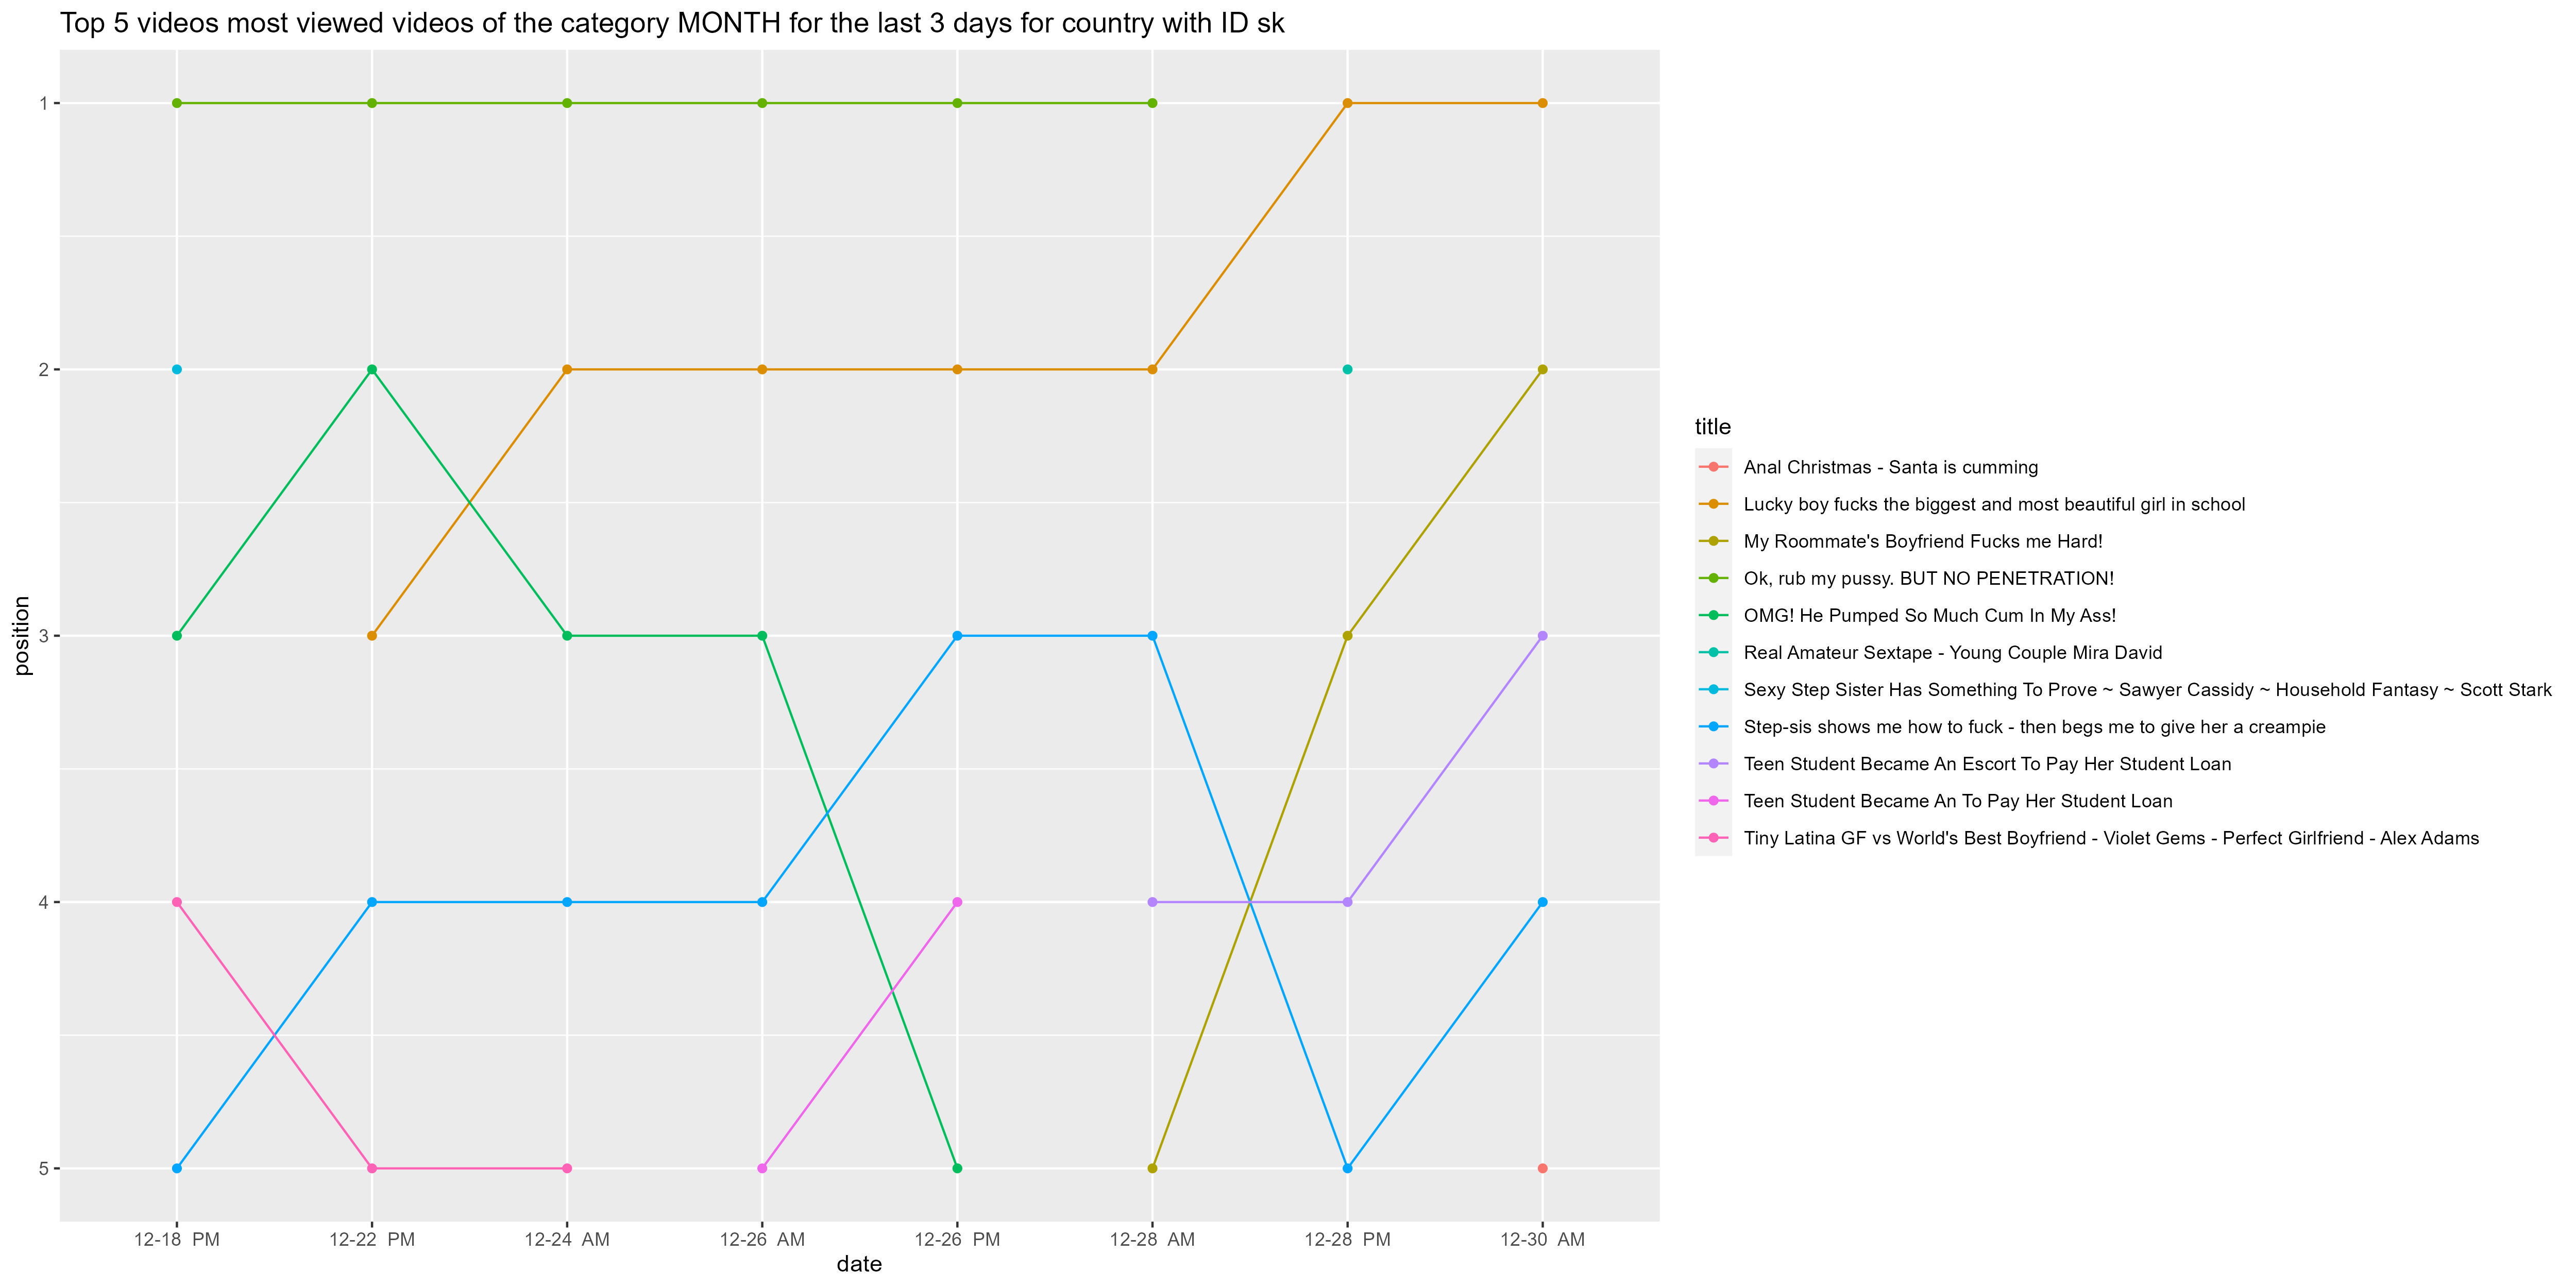 Top 5 videos most viewed videos of the category MONTH for the last 3 days for country with ID sk
position
1
2
3
4
5
12-18 PM
12-22 PM
12-24 AM
12-26 AM
12-26 PM
12-28 AM
12-28 PM
12-30 AM
date
title
Anal Christmas - Santa is cumming
Lucky boy fucks the biggest and most beautiful girl in school
My Roommate's Boyfriend Fucks me Hard!
Ok, rub my pussy. BUT NO PENETRATION!
OMG! He Pumped So Much Cum In My Ass!
Real Amateur Sextape - Young Couple Mira David
Sexy Step Sister Has Something To Prove ~ Sawyer Cassidy ~ Household Fantasy ~ Scott Stark
Step-sis shows me how to fuck - then begs me to give her a creampie
Teen Student Became An Escort To Pay Her Student Loan
Teen Student Became An To Pay Her Student Loan
Tiny Latina GF vs World's Best Boyfriend - Violet Gems - Perfect Girlfriend - Alex Adams